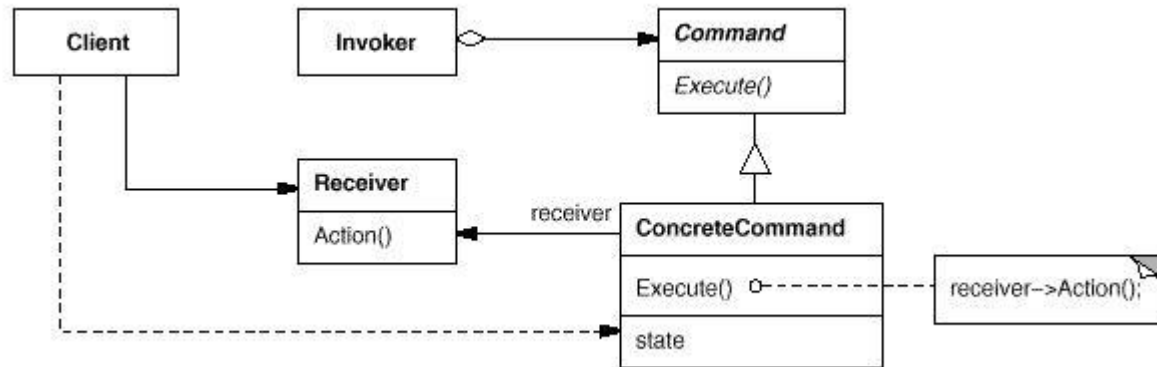 Client
Invoker
Command
Execute()
Receiver
Action()
receiver
ConcreteCommand
Execute()
state
receiver–>Action();